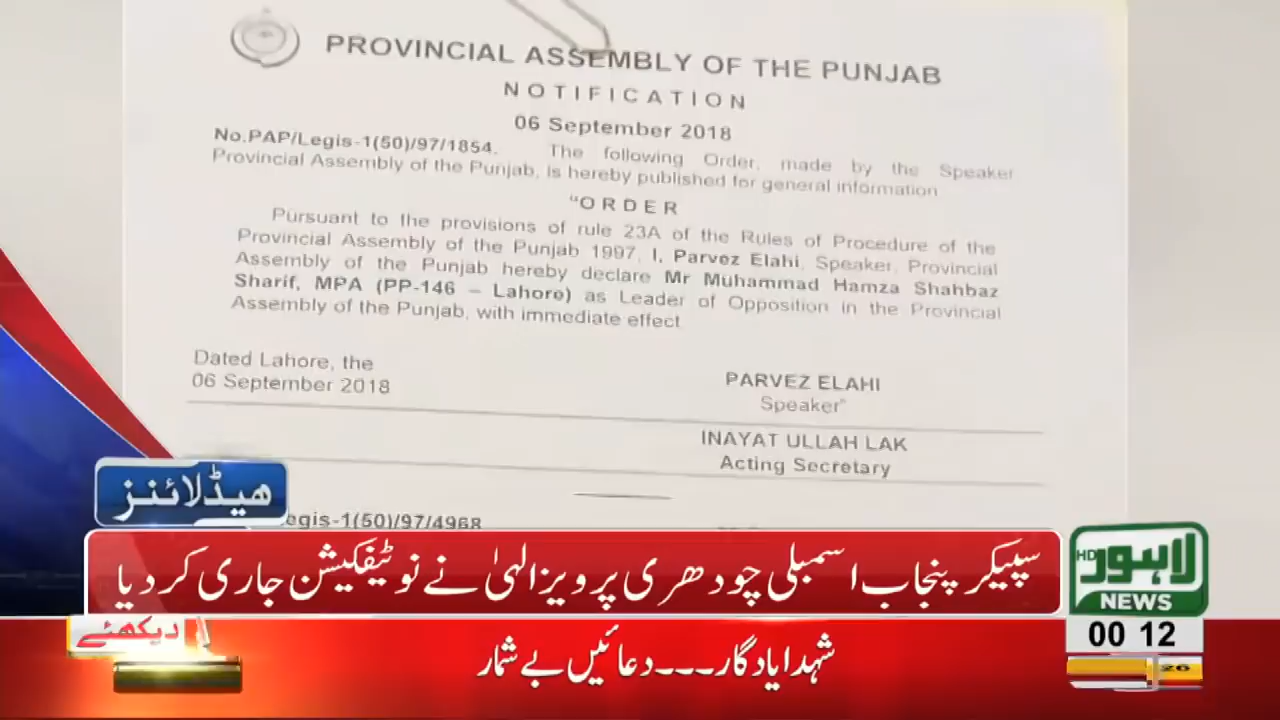 PROVINCIAL ASSEMBLY OF THE PUNJAB
NOTIFICATION
06 September 2018
No.PAP/Legis-1(50)/97/1854. The following Order, made by the Speaker
Provincial Assembly of the Punjab, is hereby published for general information
"ORDER
Pursuant to the provisions of rule 23A of the Rules of Procedure of the
Provincial Assembly of the Punjab 1997, I, Parvez Elahi, Speaker, Provincial
Assembly of the Punjab hereby declare Mr Muhammad Hamza Shahbaz
Sharif, MPA (PP-146 – Lahore) as Leader of Opposition in the Provincial
Assembly of the Punjab, with immediate effect
Dated Lahore, the
06 September 2018
PARVEZ ELAHI
Speaker"
INAYAT ULLAH LAK
Acting Secretary
egis-1(50)/97/4968
ہیڈلائنز
سپیکر پنجاب اسمبلی چودھری پرویز الہیٰ نے نوٹیفکیشن جاری کر دیا
HD لاہور
NEWS
00 12
دیکھئے
شہدا یادگار۔۔۔دعائیں بے شمار
26